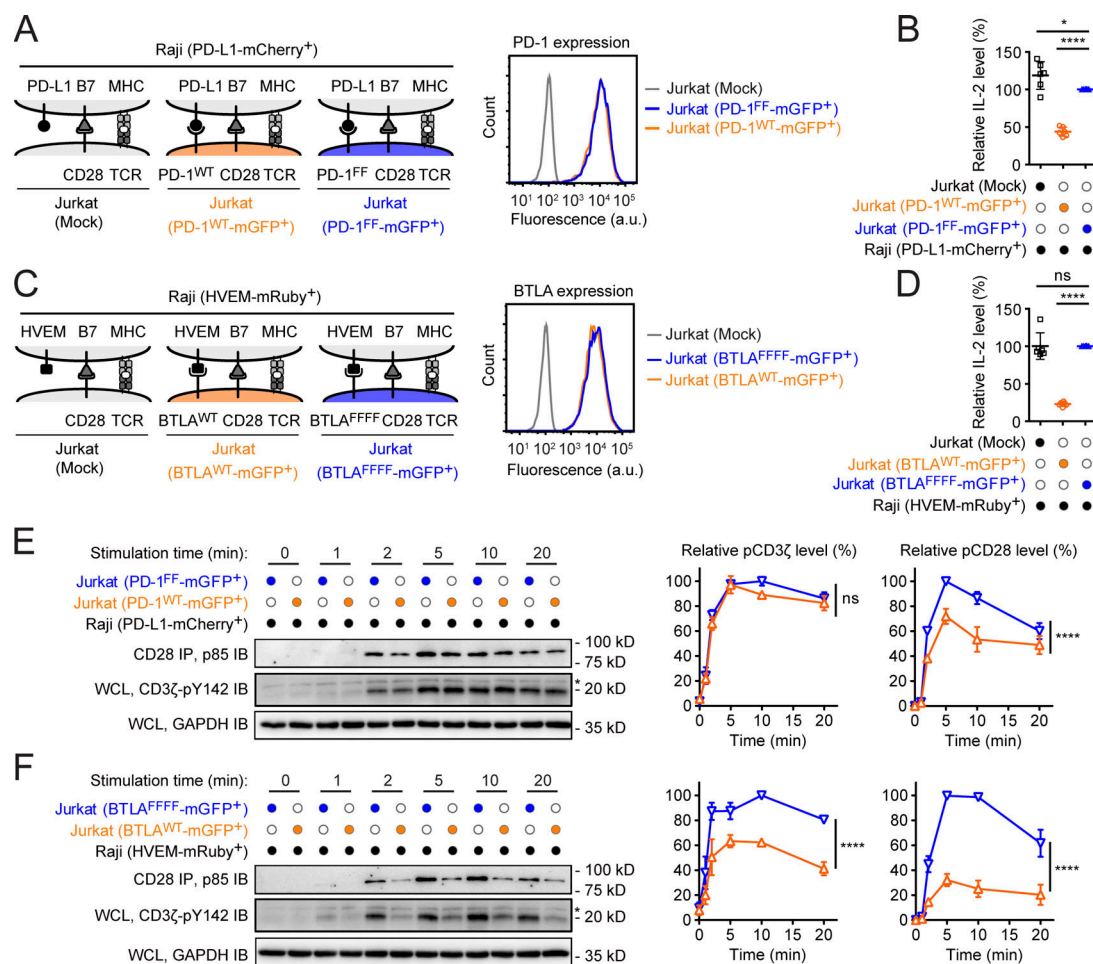 A
Raji (PD-L1-mCherry⁺)
PD-L1 B7 MHC PD-L1 B7 MHC PD-L1 B7 MHC
CD28 TCR PD-1ᵂᵀ CD28 TCR PD-1ᶠᶠ CD28 TCR
Jurkat (Mock)
Jurkat (PD-1ᵂᵀ-mGFP⁺)
Jurkat (PD-1ᶠᶠ-mGFP⁺)
PD-1 expression
Count
10¹ 10² 10³ 10⁴ 10⁵
Fluorescence (a.u.)
Jurkat (Mock)
Jurkat (PD-1ᶠᶠ-mGFP⁺)
Jurkat (PD-1ᵂᵀ-mGFP⁺)
B
Relative IL-2 level (%)
150
100
50
0
*
****
Jurkat (Mock)
Jurkat (PD-1ᵂᵀ-mGFP⁺)
Jurkat (PD-1ᶠᶠ-mGFP⁺)
Raji (PD-L1-mCherry⁺)
C
Raji (HVEM-mRuby⁺)
HVEM B7 MHC HVEM B7 MHC HVEM B7 MHC
CD28 TCR BTLAᵂᵀ CD28 TCR BTLAᶠᶠᶠᶠ CD28 TCR
Jurkat (Mock)
Jurkat (BTLAᵂᵀ-mGFP⁺)
Jurkat (BTLAᶠᶠᶠᶠ-mGFP⁺)
BTLA expression
Count
10¹ 10² 10³ 10⁴ 10⁵
Fluorescence (a.u.)
Jurkat (Mock)
Jurkat (BTLAᶠᶠᶠᶠ-mGFP⁺)
Jurkat (BTLAᵂᵀ-mGFP⁺)
D
Relative IL-2 level (%)
150
100
50
0
ns
****
Jurkat (Mock)
Jurkat (BTLAᵂᵀ-mGFP⁺)
Jurkat (BTLAᶠᶠᶠᶠ-mGFP⁺)
Raji (HVEM-mRuby⁺)
E
Stimulation time (min): 0 1 2 5 10 20
Jurkat (PD-1ᶠᶠ-mGFP⁺)
Jurkat (PD-1ᵂᵀ-mGFP⁺)
Raji (PD-L1-mCherry⁺)
CD28 IP, p85 IB
- 100 kD
- 75 kD
WCL, CD3ζ-pY142 IB
*
- 20 kD
WCL, GAPDH IB
- 35 kD
Relative pCD3ζ level (%)
100
80
60
40
20
0
ns
0 5 10 15 20
Time (min)
Relative pCD28 level (%)
100
80
60
40
20
0
****
0 5 10 15 20
Time (min)
F
Stimulation time (min): 0 1 2 5 10 20
Jurkat (BTLAᶠᶠᶠᶠ-mGFP⁺)
Jurkat (BTLAᵂᵀ-mGFP⁺)
Raji (HVEM-mRuby⁺)
CD28 IP, p85 IB
- 100 kD
- 75 kD
WCL, CD3ζ-pY142 IB
*
- 20 kD
WCL, GAPDH IB
- 35 kD
100
80
60
40
20
0
****
0 5 10 15 20
Time (min)
100
80
60
40
20
0
****
0 5 10 15 20
Time (min)